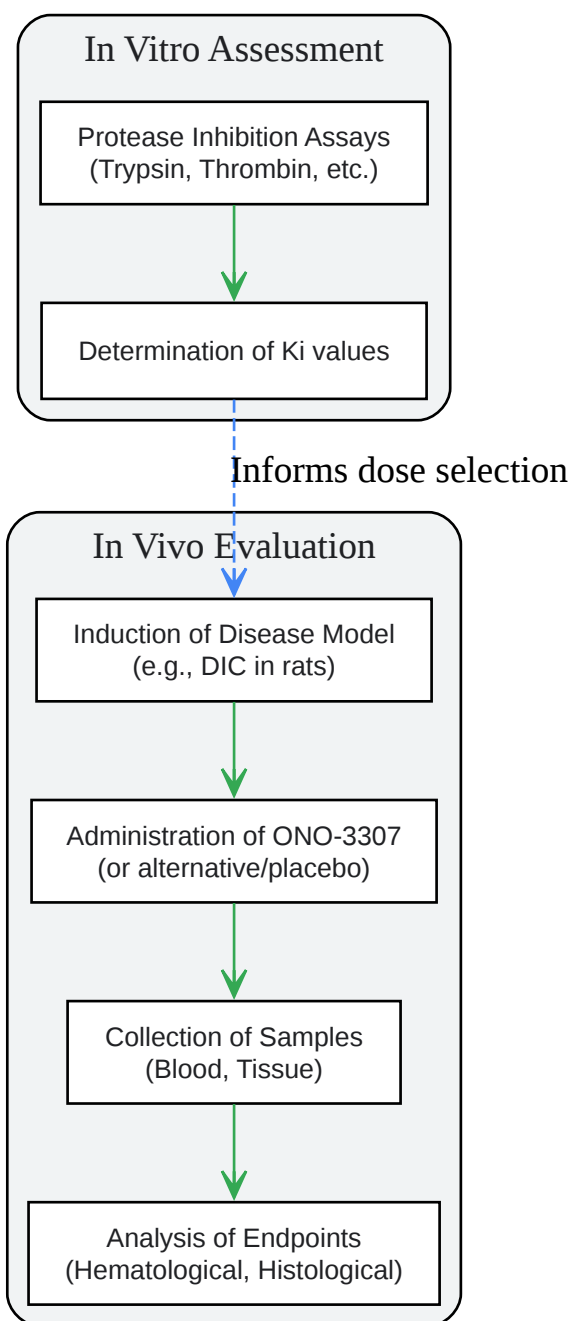 In Vitro Assessment
Protease Inhibition Assays
(Trypsin, Thrombin, etc.)
Determination of Ki values
Informs dose selection
In Vivo Evaluation
Induction of Disease Model
(e.g., DIC in rats)
Administration of ONO-3307
(or alternative/placebo)
Collection of Samples
(Blood, Tissue)
Analysis of Endpoints
(Hematological, Histological)